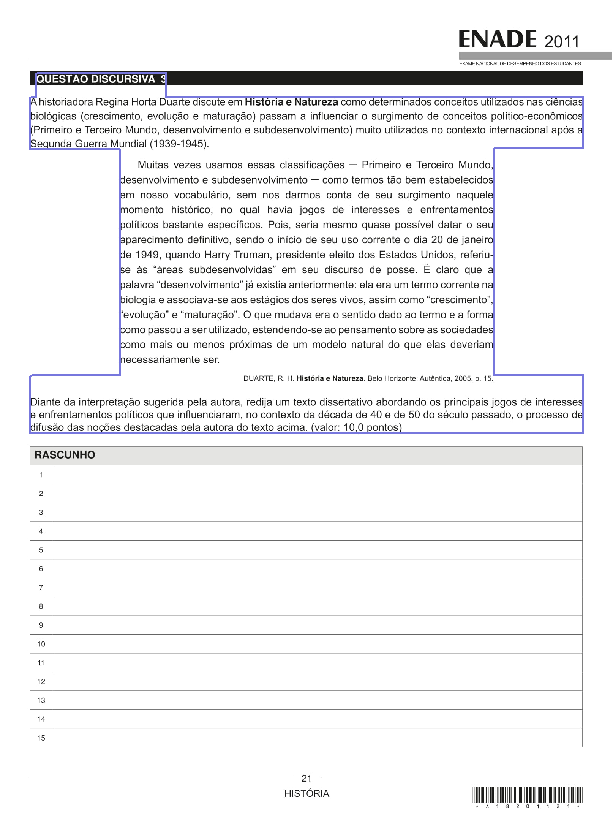 ENADE 2011
EXAME NACIONAL DE DESEMPENHO DOS ESTUDANTES
QUESTÃO DISCURSIVA 3
A historiadora Regina Horta Duarte discute em História e Natureza como determinados conceitos utilizados nas ciências
biológicas (crescimento, evolução e maturação) passam a influenciar o surgimento de conceitos político-econômicos
(Primeiro e Terceiro Mundo, desenvolvimento e subdesenvolvimento) muito utilizados no contexto internacional após a
Segunda Guerra Mundial (1939-1945).
Muitas vezes usamos essas classificações — Primeiro e Terceiro Mundo,
desenvolvimento e subdesenvolvimento — como termos tão bem estabelecidos
em nosso vocabulário, sem nos darmos conta de seu surgimento naquele
momento histórico, no qual havia jogos de interesses e enfrentamentos
políticos bastante específicos. Pois, seria mesmo quase possível datar o seu
aparecimento definitivo, sendo o início de seu uso corrente o dia 20 de janeiro
de 1949, quando Harry Truman, presidente eleito dos Estados Unidos, referiu-
se às “áreas subdesenvolvidas” em seu discurso de posse. É claro que a
palavra “desenvolvimento” já existia anteriormente: ela era um termo corrente na
biologia e associava-se aos estágios dos seres vivos, assim como “crescimento”,
“evolução” e “maturação”. O que mudava era o sentido dado ao termo e a forma
como passou a ser utilizado, estendendo-se ao pensamento sobre as sociedades
como mais ou menos próximas de um modelo natural do que elas deveriam
necessariamente ser.
DUARTE, R. H. História e Natureza. Belo Horizonte: Autêntica, 2005, p. 15.
Diante da interpretação sugerida pela autora, redija um texto dissertativo abordando os principais jogos de interesses
e enfrentamentos políticos que influenciaram, no contexto da década de 40 e de 50 do século passado, o processo de
difusão das noções destacadas pela autora do texto acima. (valor: 10,0 pontos)
RASCUNHO
1
2
3
4
5
6
7
8
9
10
11
12
13
14
15
21
HISTÓRIA